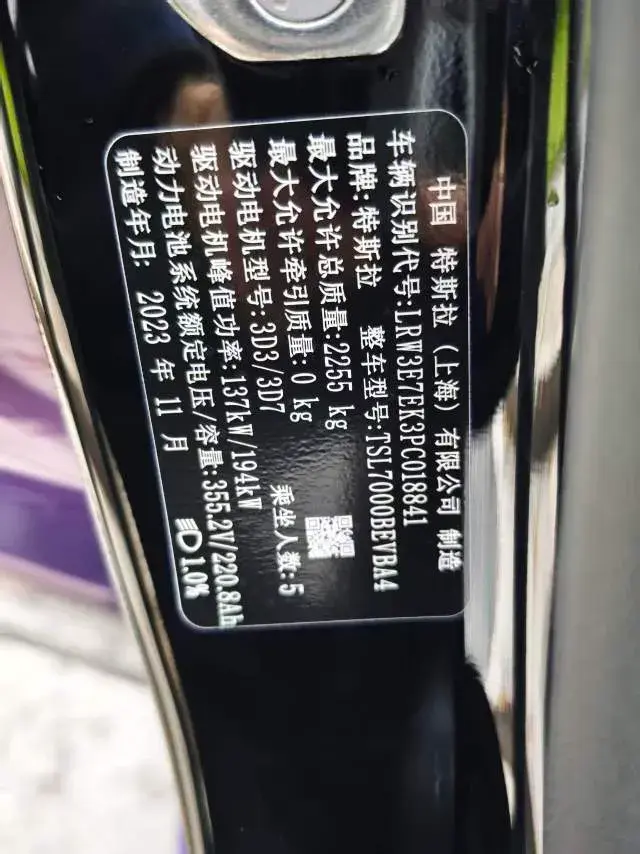 中国 特斯拉(上海)有限公司 制造
车辆识别代号:LRW3E7EK3PC018841
品牌:特斯拉 整车型号:TSL7000BEVBA4
最大允许总质量:2255 kg
最大允许牵引质量:0 kg
驱动电机型号:3D3/3D7 乘坐人数:5
驱动电机峰值功率:137kW/194kW
动力电池系统额定电压/容量:355.2V/220.8Ah
制造年月: 2023 年 11 月 1.0%